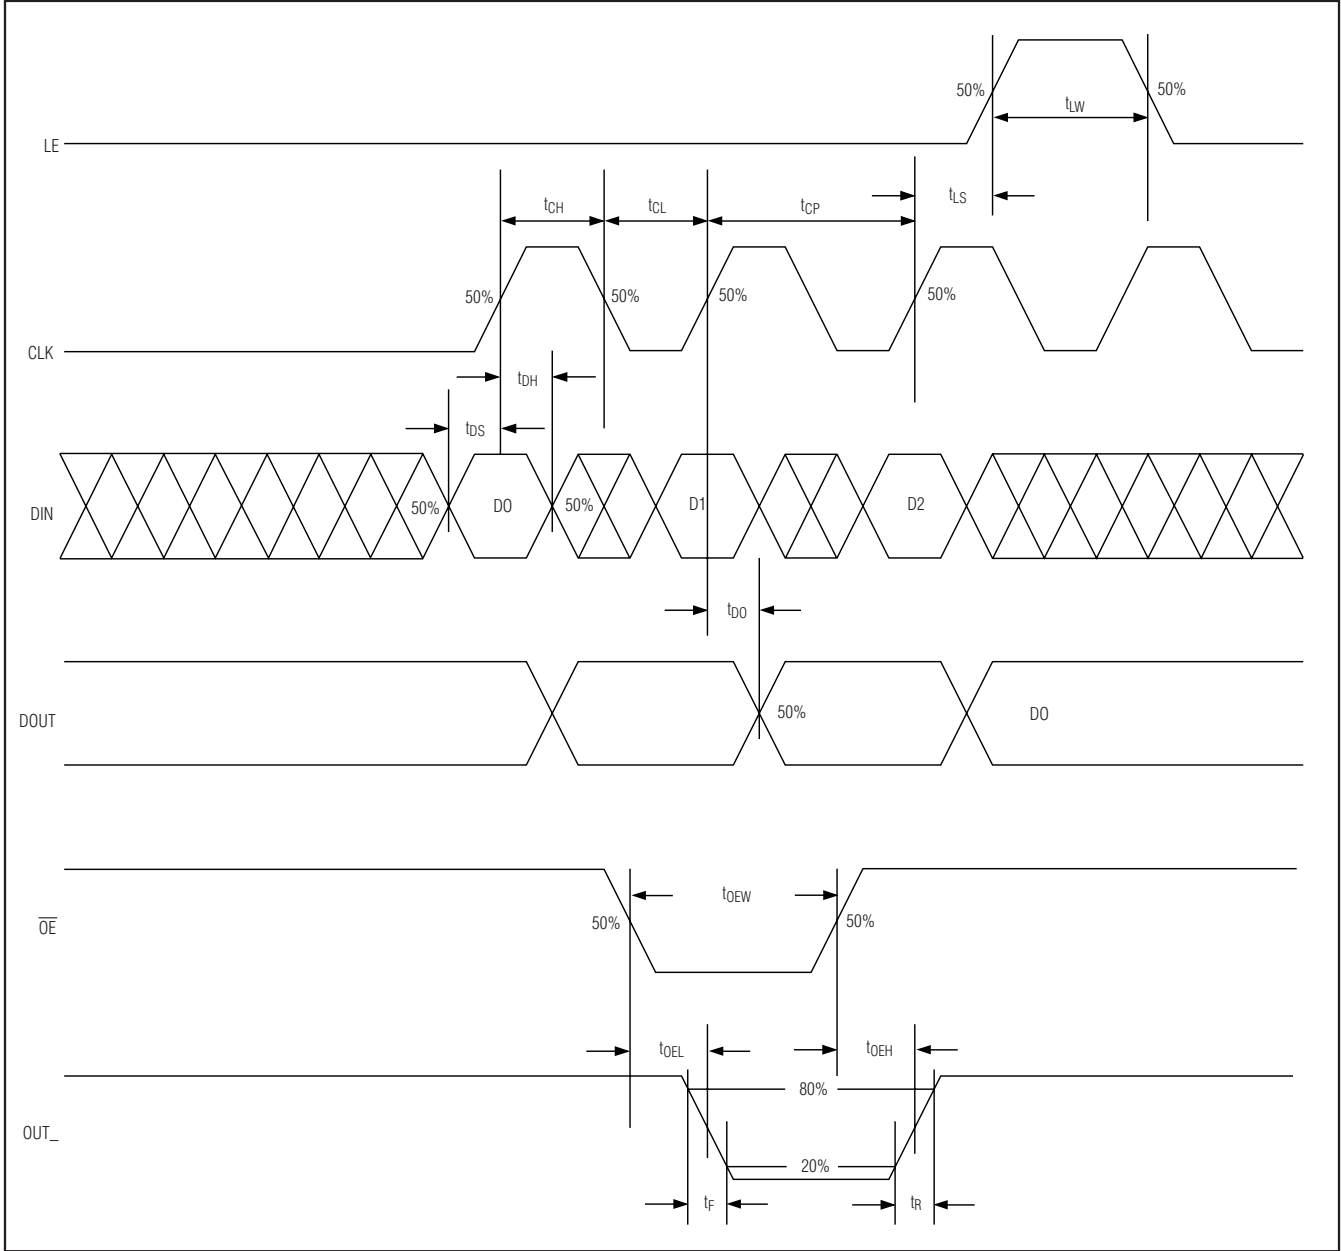 50%
50%
tLW
LE
tLS
tCH
tCL
tCP
50%
50%
50%
50%
CLK
tDH
tDS
50%
D0
50%
D1
D2
DIN
tDO
DOUT
50%
D0
tOEW
50%
50%
OE
tOEL
tOEH
80%
OUT_
20%
tF
tR